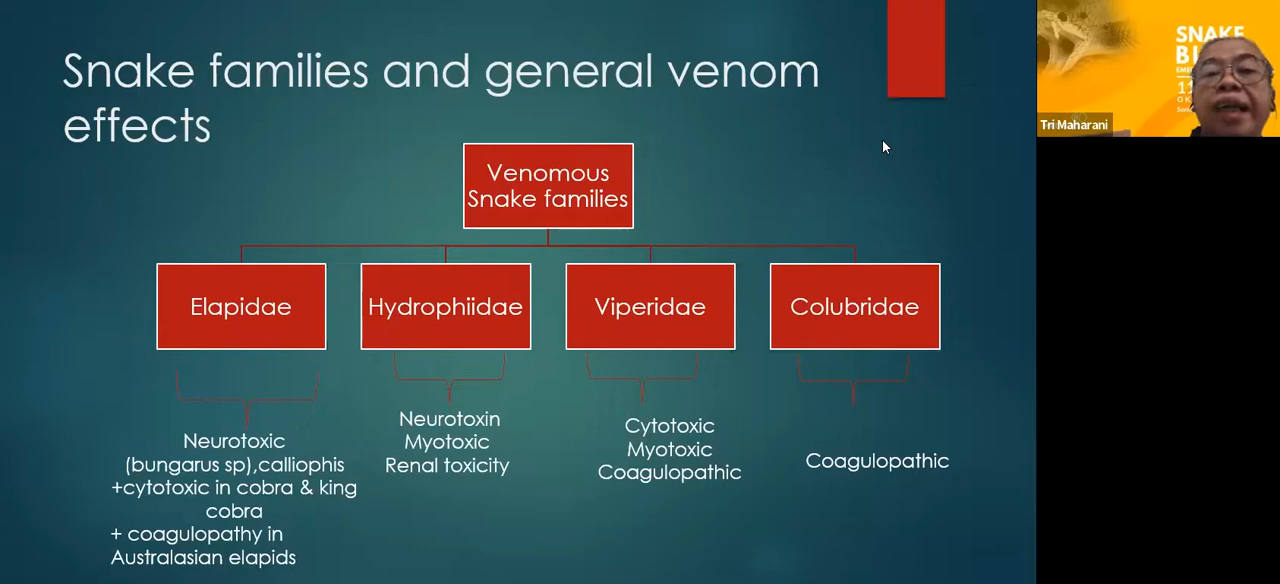 Snake families and general venom
effects
Venomous
Snake families
Elapidae
Hydrophiidae
Viperidae
Colubridae
Neurotoxic
(bungarus sp),calliophis
+cytotoxic in cobra & king
cobra
+ coagulopathy in
Australasian elapids
Neurotoxin
Myotoxic
Renal toxicity
Cytotoxic
Myotoxic
Coagulopathic
Coagulopathic
SNAKE
Tri Maharani